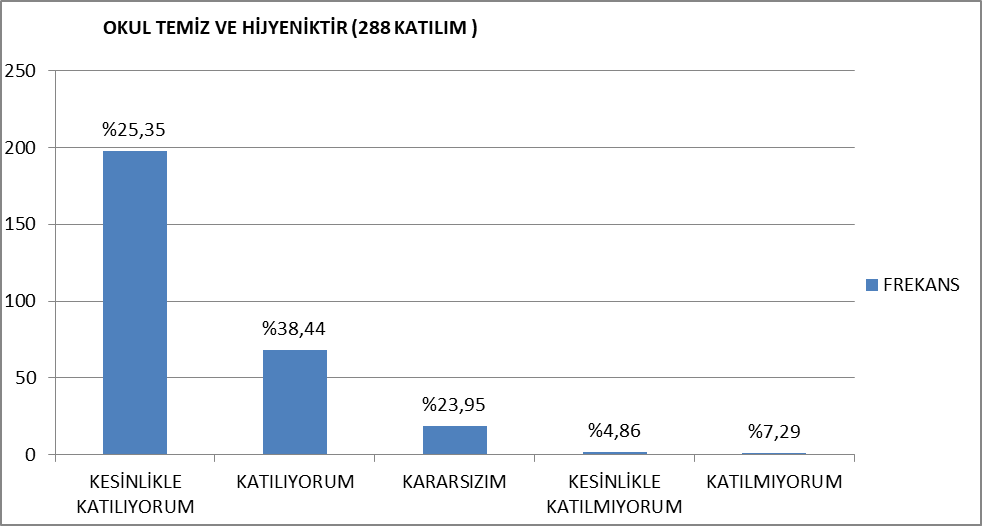 OKUL TEMİZ VE HİJYENİKTİR (288 KATILIM )
250
200
150
100
50
0
%25,35
%38,44
%23,95
%4,86
%7,29
KESİNLİKLE
KATILIYORUM
KATILIYORUM
KARARSIZIM
KESİNLİKLE
KATILMIYORUM
KATILMIYORUM
FREKANS